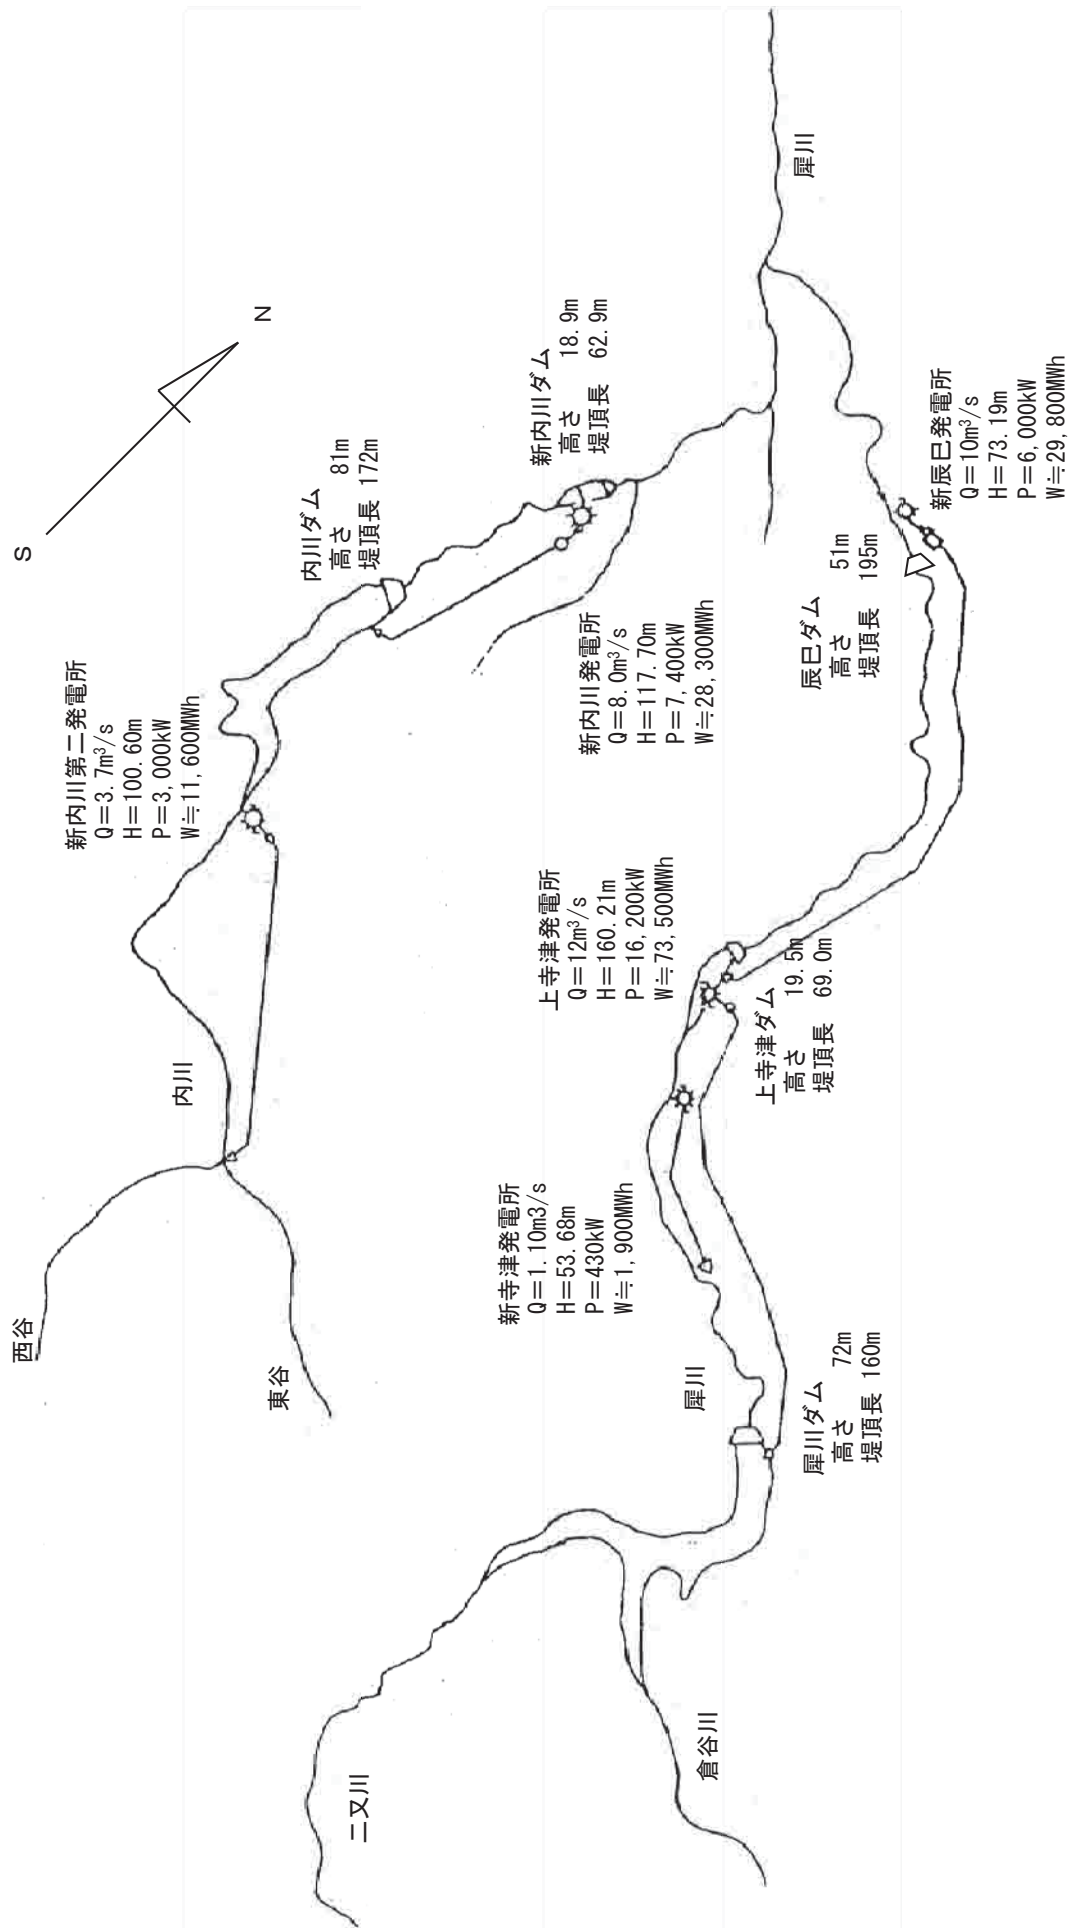 西谷
東谷
内川
新内川第二発電所
Q=3.7m³/s
H=100.60m
P=3,000kW
W≒11,600MWh
内川ダム
高さ 81m
堤頂長 172m
新内川ダム
高さ 18.9m
堤頂長 62.9m
新内川発電所
Q=8.0m³/s
H=117.70m
P=7,400kW
W≒28,300MWh
S
N
二又川
倉谷川
犀川
犀川ダム
高さ 72m
堤頂長 160m
新寺津発電所
Q=1.10m3/s
H=53.68m
P=430kW
W≒1,900MWh
上寺津発電所
Q=12m³/s
H=160.21m
P=16,200kW
W≒73,500MWh
上寺津ダム
高さ 19.5m
堤頂長 69.0m
辰巳ダム
高さ 51m
堤頂長 195m
新辰巳発電所
Q=10m³/s
H=73.19m
P=6,000kW
W≒29,800MWh
犀川